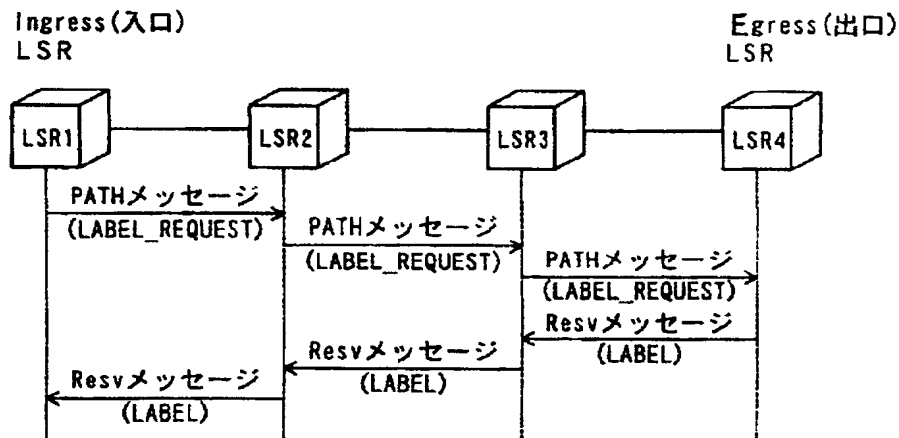 Ingress(入口)
LSR
Egress(出口)
LSR
LSR1
LSR2
LSR3
LSR4
PATHメッセージ
(LABEL_REQUEST)
PATHメッセージ
(LABEL_REQUEST)
PATHメッセージ
(LABEL_REQUEST)
Resvメッセージ
(LABEL)
Resvメッセージ
(LABEL)
Resvメッセージ
(LABEL)